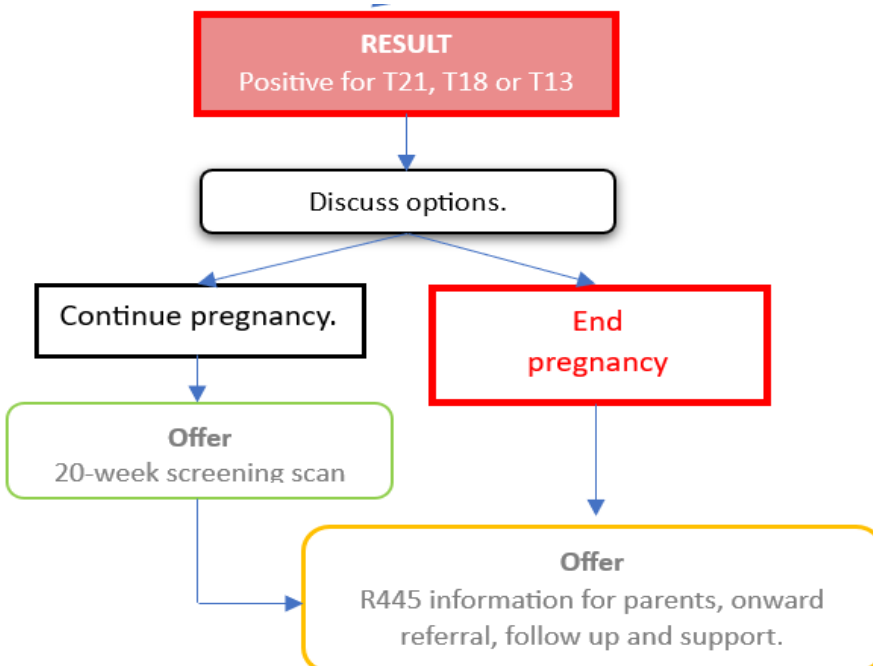 RESULT
Positive for T21, T18 or T13
Discuss options.
Continue pregnancy.
End
pregnancy
Offer
20-week screening scan
Offer
R445 information for parents, onward
referral, follow up and support.